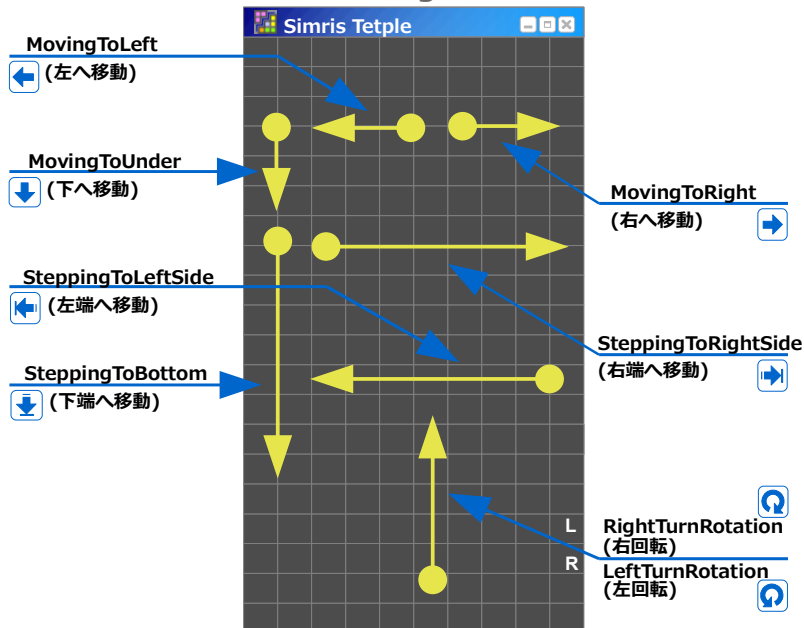 Simris Tetple
MovingToLeft
(左へ移動)
MovingToUnder
(下へ移動)
MovingToRight
(右へ移動)
SteppingToLeftSide
(左端へ移動)
SteppingToRightSide
(右端へ移動)
SteppingToBottom
(下端へ移動)
L
R
RightTurnRotation
(右回転)
LeftTurnRotation
(左回転)